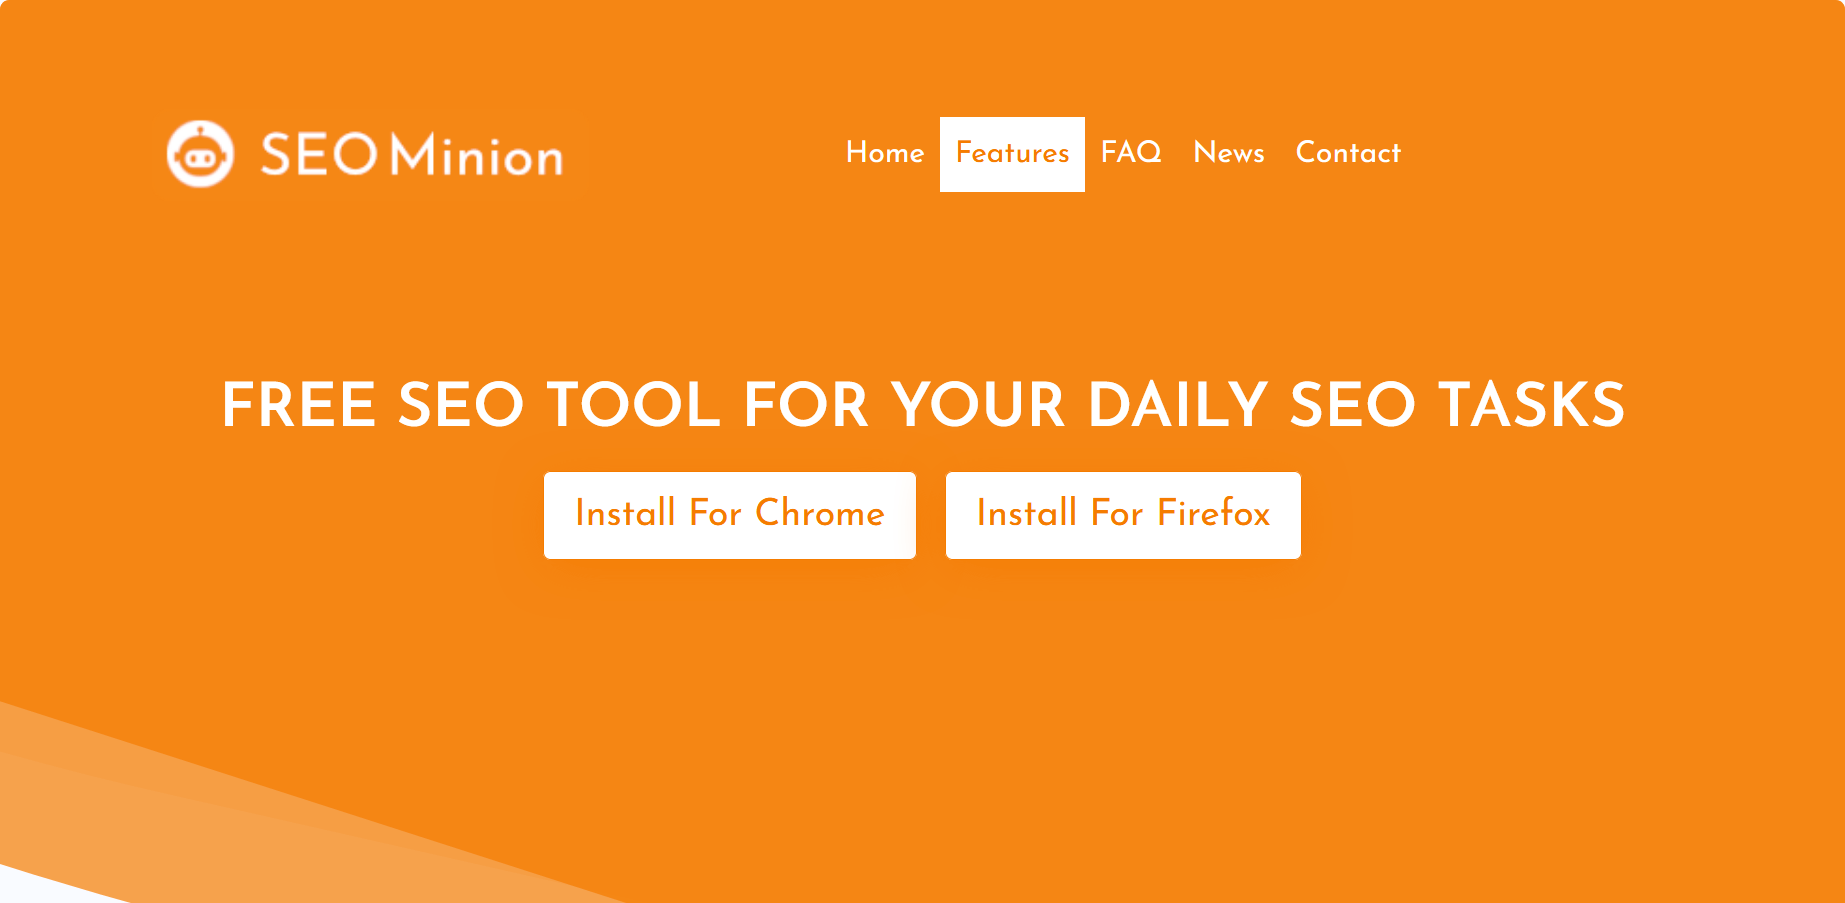 SEO Minion
Home Features FAQ News Contact
FREE SEO TOOL FOR YOUR DAILY SEO TASKS
Install For Chrome Install For Firefox